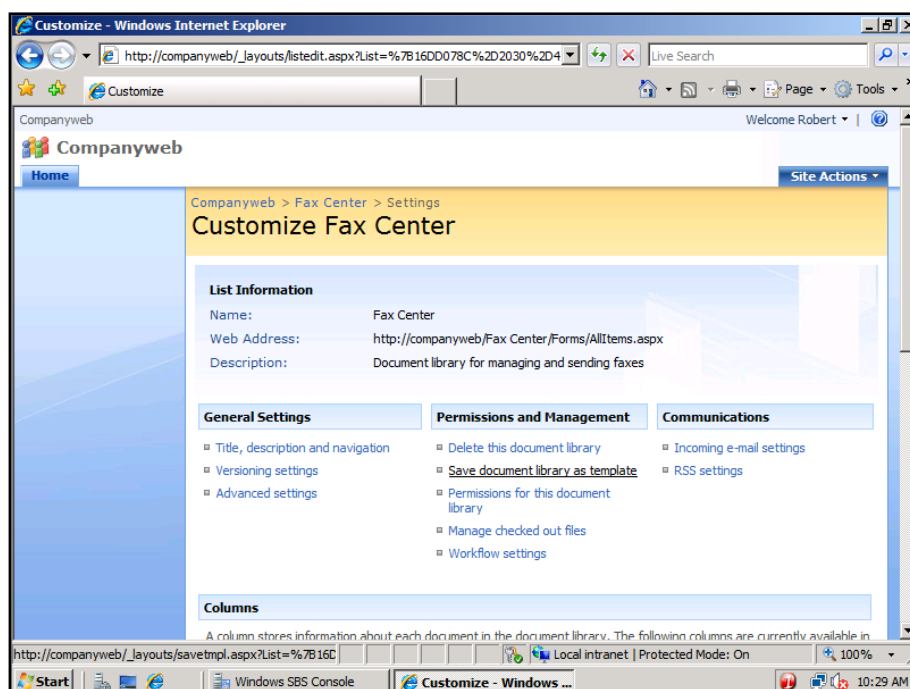 Customize - Windows Internet Explorer
http://companyweb/_layouts/listedit.aspx?List=%7B16DD078C%2D2030%2D4
Live Search
Customize
Page
Tools
Companyweb
Welcome Robert
Companyweb
Home
Site Actions
Companyweb > Fax Center > Settings
Customize Fax Center
List Information
Name: Fax Center
Web Address: http://companyweb/Fax Center/Forms/AllItems.aspx
Description: Document library for managing and sending faxes
General Settings
Title, description and navigation
Versioning settings
Advanced settings
Permissions and Management
Delete this document library
Save document library as template
Permissions for this document
library
Manage checked out files
Workflow settings
Communications
Incoming e-mail settings
RSS settings
Columns
A column stores information about each document in the document library. The following columns are currently available in
http://companyweb/_layouts/savetmpl.aspx?List=%7B16D
Local intranet | Protected Mode: On
100%
Start
Windows SBS Console
Customize - Windows ...
10:29 AM